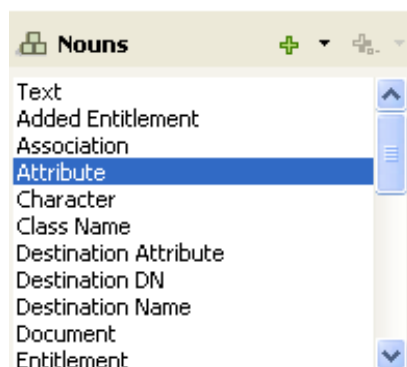 Nouns
Text
Added Entitlement
Association
Attribute
Character
Class Name
Destination Attribute
Destination DN
Destination Name
Document
Entitlement